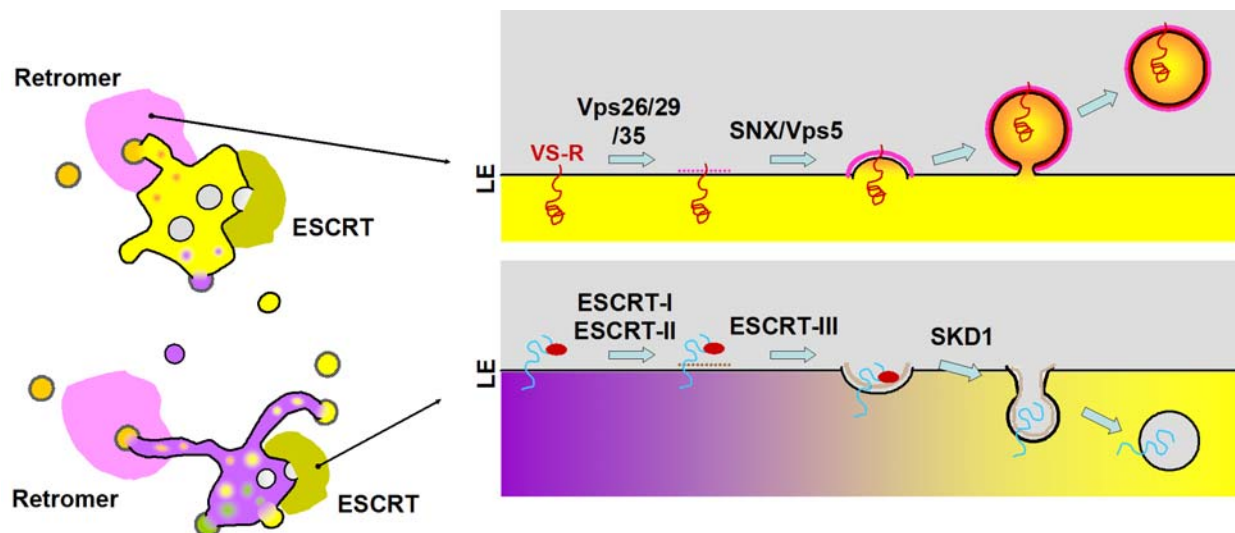 Retromer
ESCRT
Retromer
ESCRT
LE
VS-R
Vps26/29
/35
SNX/Vps5
LE
ESCRT-I
ESCRT-II
ESCRT-III
SKD1